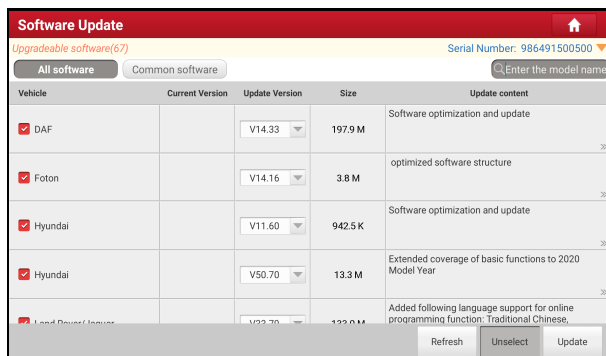 Software Update
Upgradeable software(67)
Serial Number: 986491500500
All software
Common software
Enter the model name
Vehicle Current Version Update Version Size Update content
DAF V14.33 197.9 M Software optimization and update
Foton V14.16 3.8 M optimized software structure
Hyundai V11.60 942.5 K Software optimization and update
Hyundai V50.70 13.3 M Extended coverage of basic functions to 2020
Model Year
Added following language support for online
programming function: Traditional Chinese,
Refresh Unselect Update